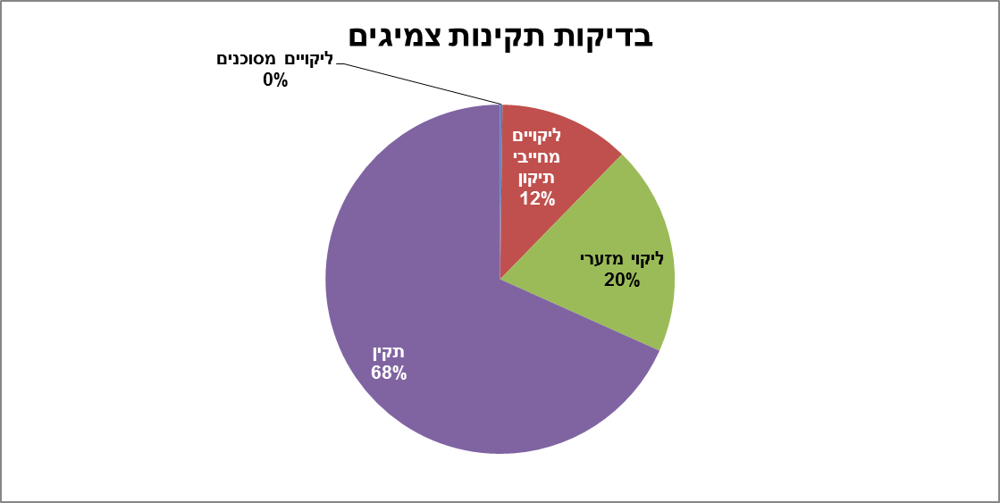 בדיקות תקינות צמיגים
ליקויים מסוכנים
0%
ליקויים
מחייבי
תיקון
12%
ליקוי מזערי
20%
תקין
68%